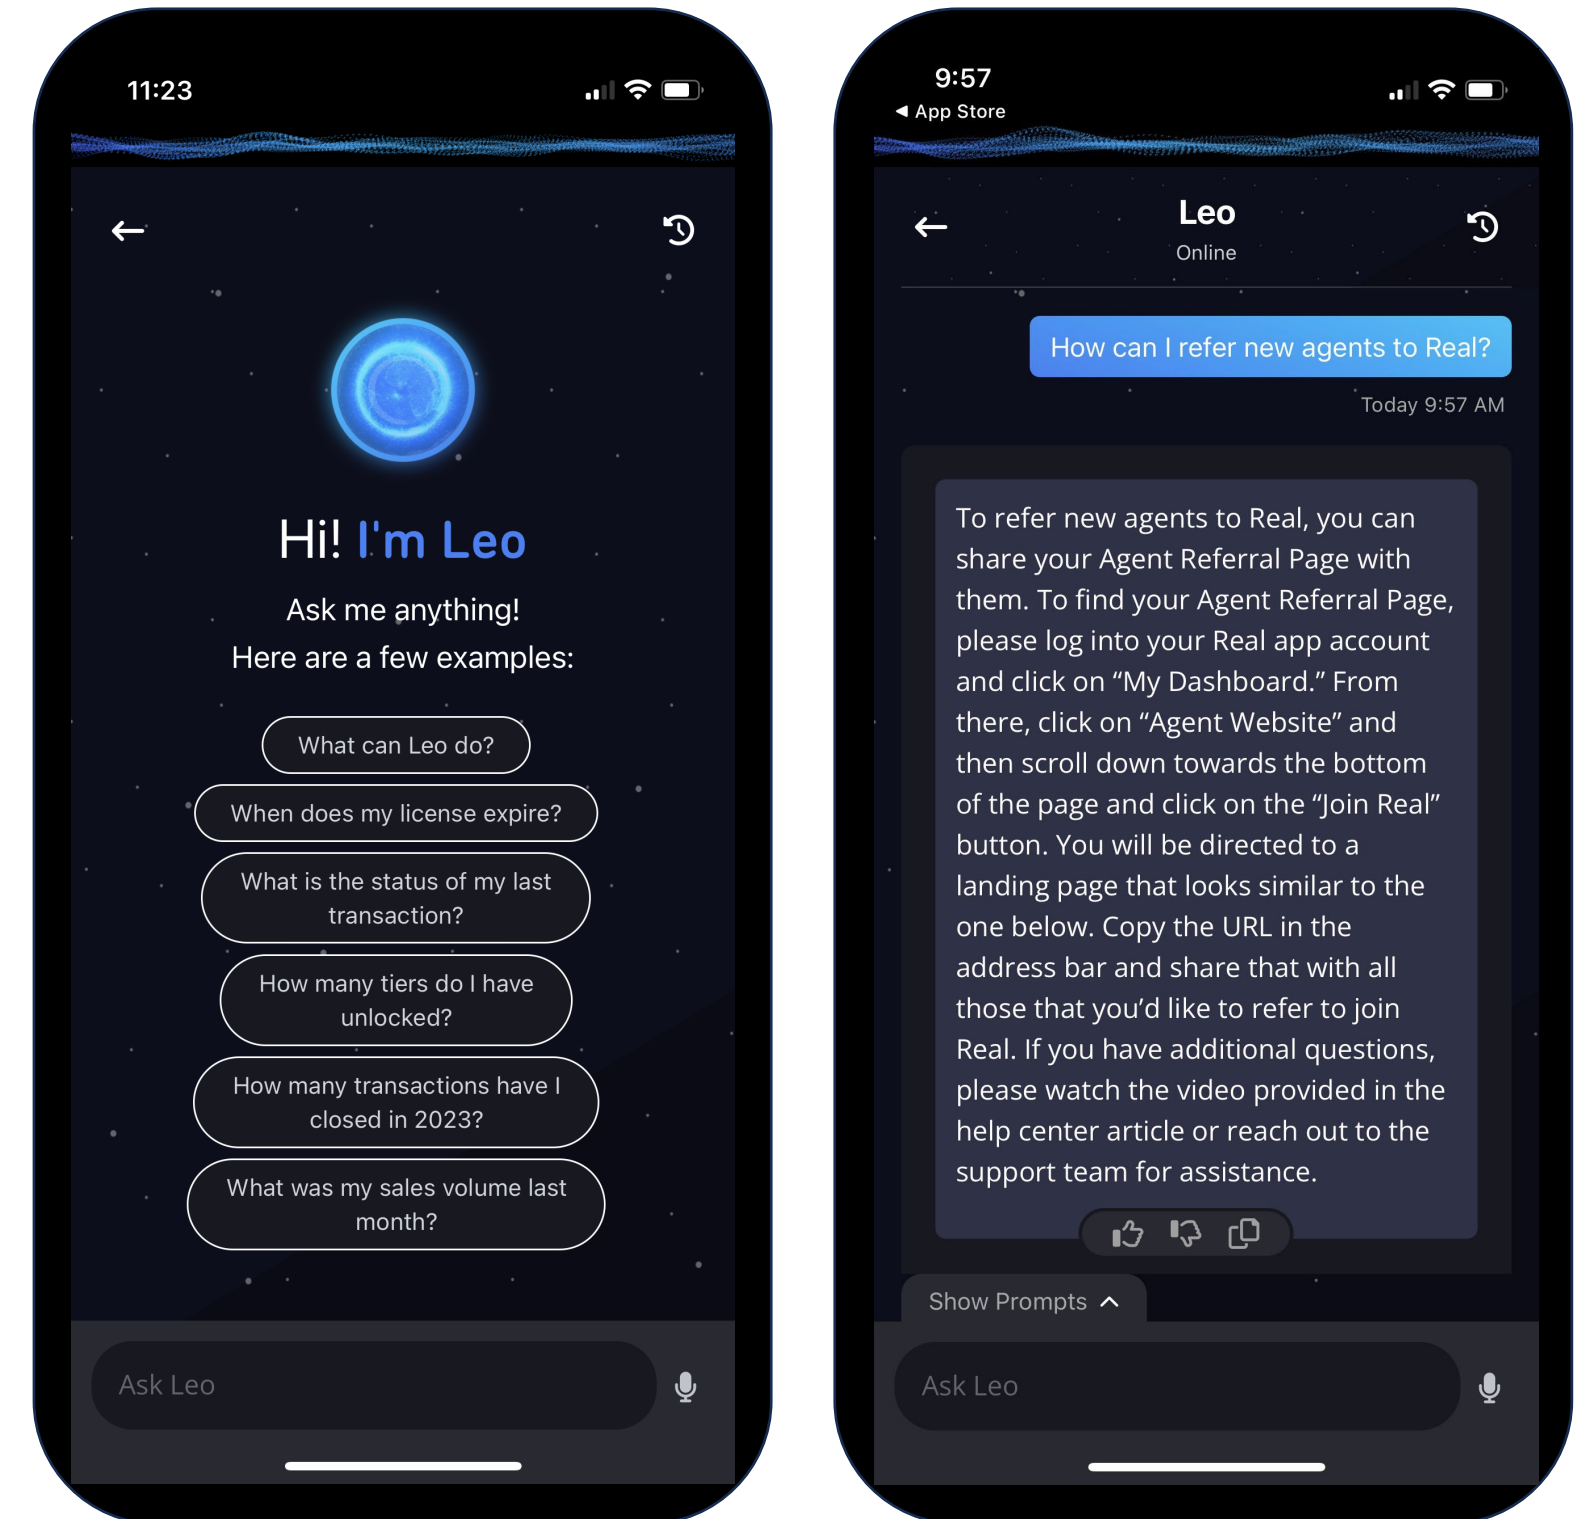 11:23
Hi! I'm Leo
Ask me anything!
Here are a few examples:
What can Leo do?
When does my license expire?
What is the status of my last
transaction?
How many tiers do I have
unlocked?
How many transactions have I
closed in 2023?
What was my sales volume last
month?
Ask Leo
9:57
App Store
Leo
Online
How can I refer new agents to Real?
Today 9:57 AM
To refer new agents to Real, you can
share your Agent Referral Page with
them. To find your Agent Referral Page,
please log into your Real app account
and click on “My Dashboard.” From
there, click on “Agent Website” and
then scroll down towards the bottom
of the page and click on the “Join Real”
button. You will be directed to a
landing page that looks similar to the
one below. Copy the URL in the
address bar and share that with all
those that you’d like to refer to join
Real. If you have additional questions,
please watch the video provided in the
help center article or reach out to the
support team for assistance.
Show Prompts
Ask Leo